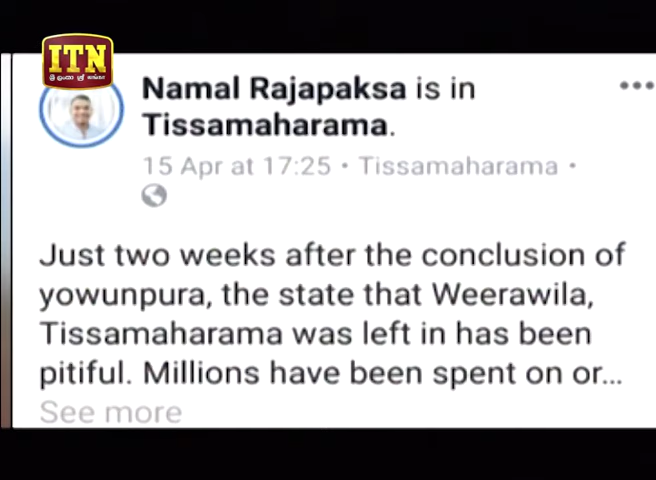 ITN
ශ්‍රී ලංකා ஸ்ரீ லங்கா
Namal Rajapaksa is in
Tissamaharama.
15 Apr at 17:25 • Tissamaharama •
Just two weeks after the conclusion of
yowunpura, the state that Weerawila,
Tissamaharama was left in has been
pitiful. Millions have been spent on or...
See more